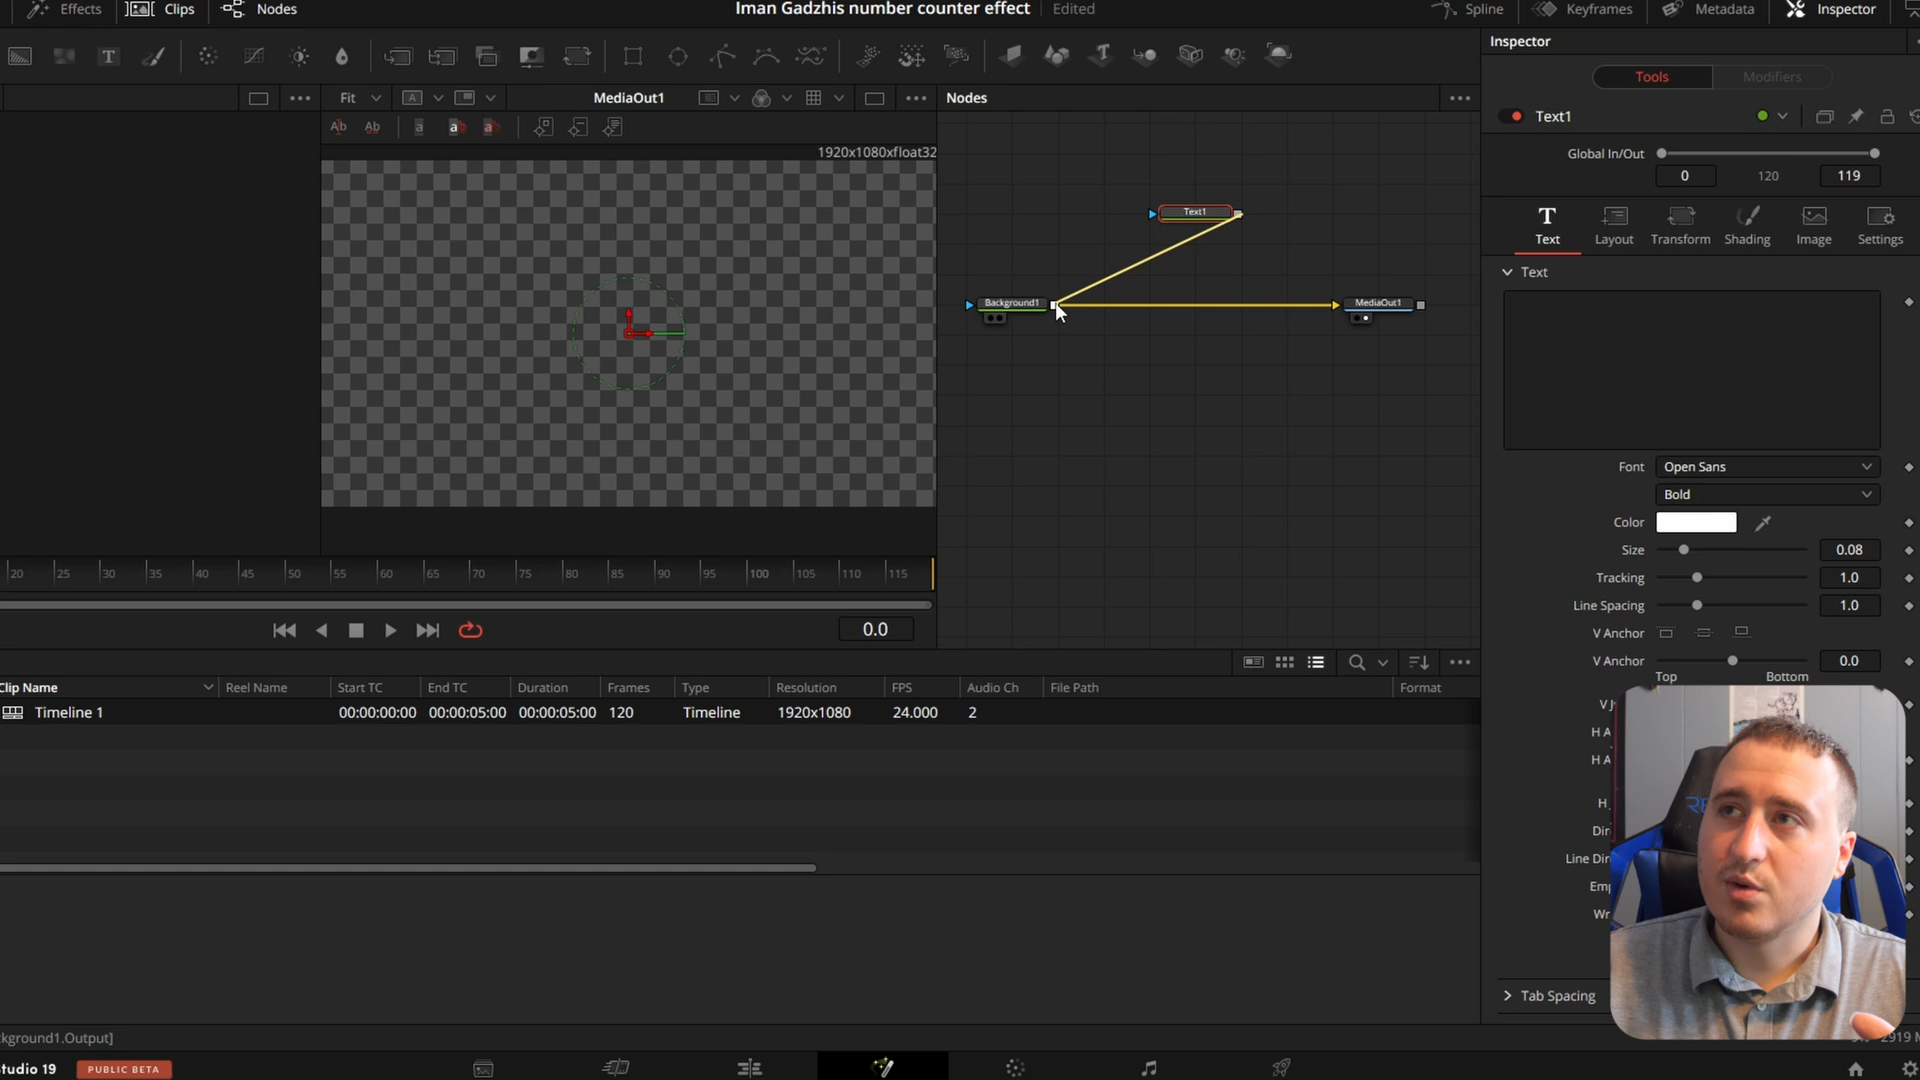 Effects
Clips
Nodes
Iman Gadzhis number counter effect
Edited
Spline
Keyframes
Metadata
Inspector
Inspector
Tools
Modifiers
Fit
A
MediaOut1
Nodes
Text1
1920x1080xfloat32
Global In/Out
0
120
119
Text
Layout
Transform
Shading
Image
Settings
Text1
Background1
MediaOut1
Text
Font
Open Sans
Bold
Color
Size
0.08
Tracking
1.0
Line Spacing
1.0
V Anchor
V Anchor
0.0
Top
Bottom
20 25 30 35 40 45 50 55 60 65 70 75 80 85 90 95 100 105 110 115
0.0
Clip Name
Reel Name
Start TC
End TC
Duration
Frames
Type
Resolution
FPS
Audio Ch
File Path
Format
Timeline 1
00:00:00:00
00:00:05:00
00:00:05:00
120
Timeline
1920x1080
24.000
2
V J
H A
H A
H
Dir
Line Dir
Em
Wr
Tab Spacing
kground1.Output]
2919 M
tudio 19
PUBLIC BETA